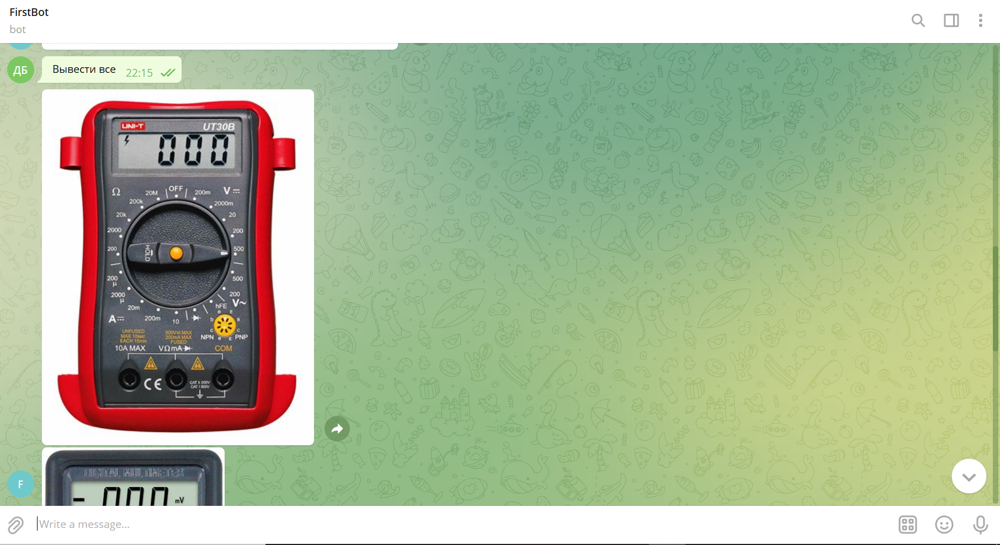 FirstBot
bot
ДБ
Вывести все 22:15
UNI-T UT30B
000
Ω 20M OFF 200m V
200k 2000m
20k 20
2000 200
200 500
200 μ 500
2000 μ 200
V~
20m hFE
A 200m 10
e E
b B
c C
NPN e E PNP
UNFUSED
MAX 10sec
EACH 15min
500V MAX
200mA MAX
FUSED
10A MAX VΩmA COM
HOLD
CE
CAT II 300V
CAT I 600V
DIGITAL MULTIMETER
- 000 mV
F
Write a message...